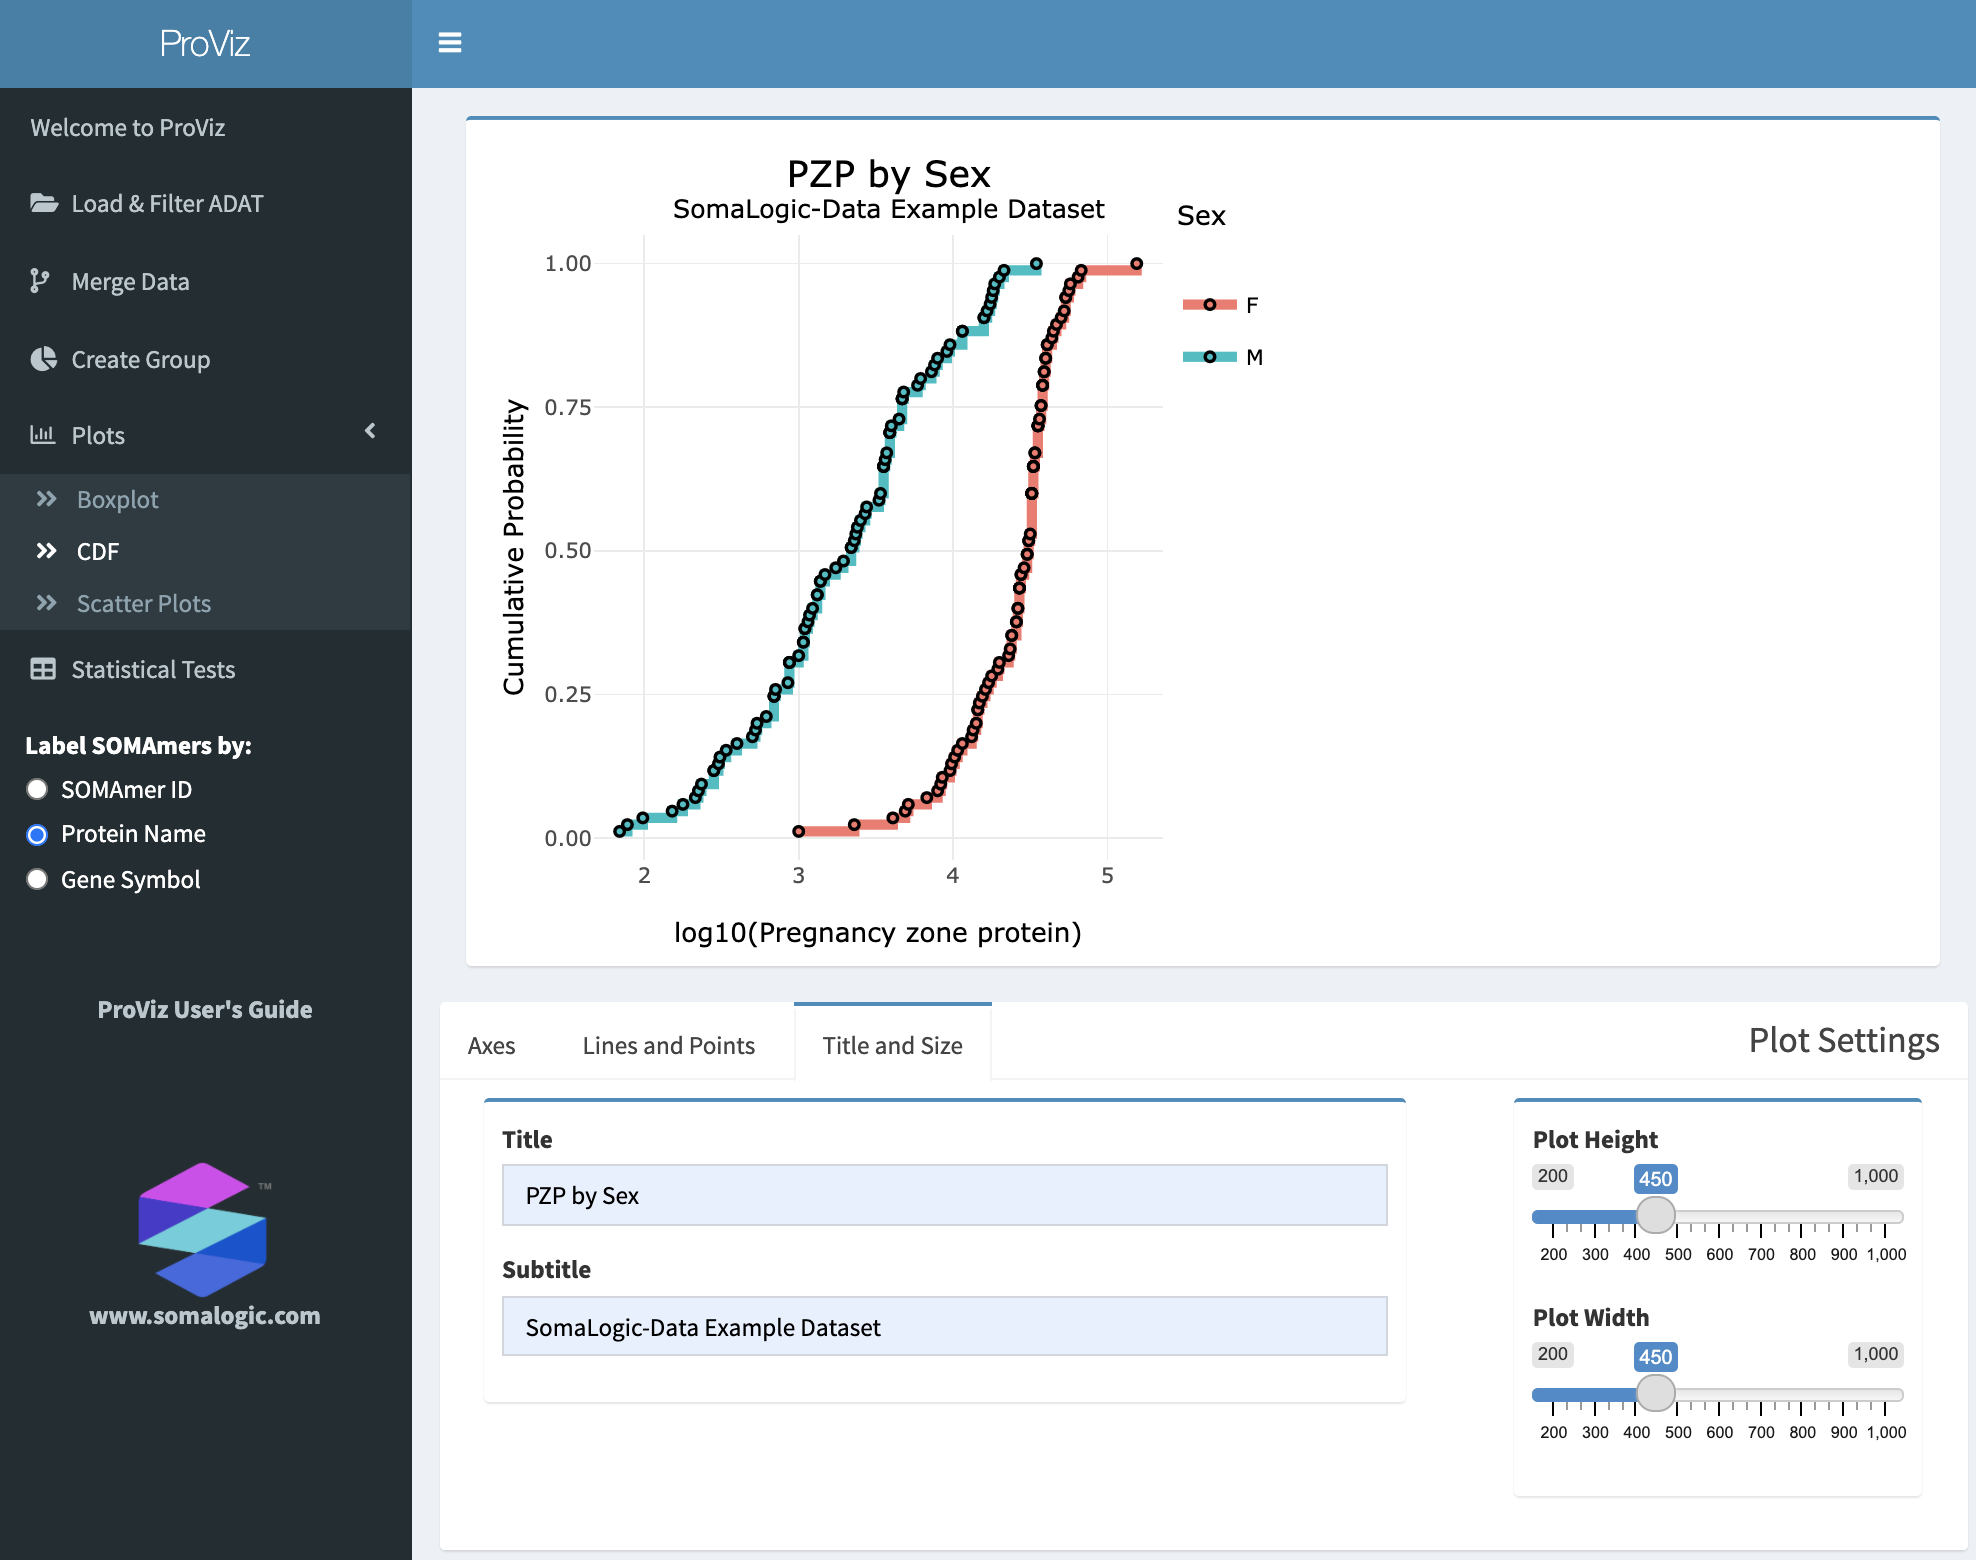 ProViz
Welcome to ProViz
Load & Filter ADAT
Merge Data
Create Group
Plots
Boxplot
CDF
Scatter Plots
Statistical Tests
Label SOMAmers by:
SOMAmer ID
Protein Name
Gene Symbol
ProViz User's Guide
TM
www.somalogic.com
PZP by Sex
SomaLogic-Data Example Dataset
Sex
F
M
Cumulative Probability
1.00
0.75
0.50
0.25
0.00
2 3 4 5
log10(Pregnancy zone protein)
Axes Lines and Points Title and Size Plot Settings
Title
PZP by Sex
Subtitle
SomaLogic-Data Example Dataset
Plot Height
200 450 1,000
200 300 400 500 600 700 800 900 1,000
Plot Width
200 450 1,000
200 300 400 500 600 700 800 900 1,000